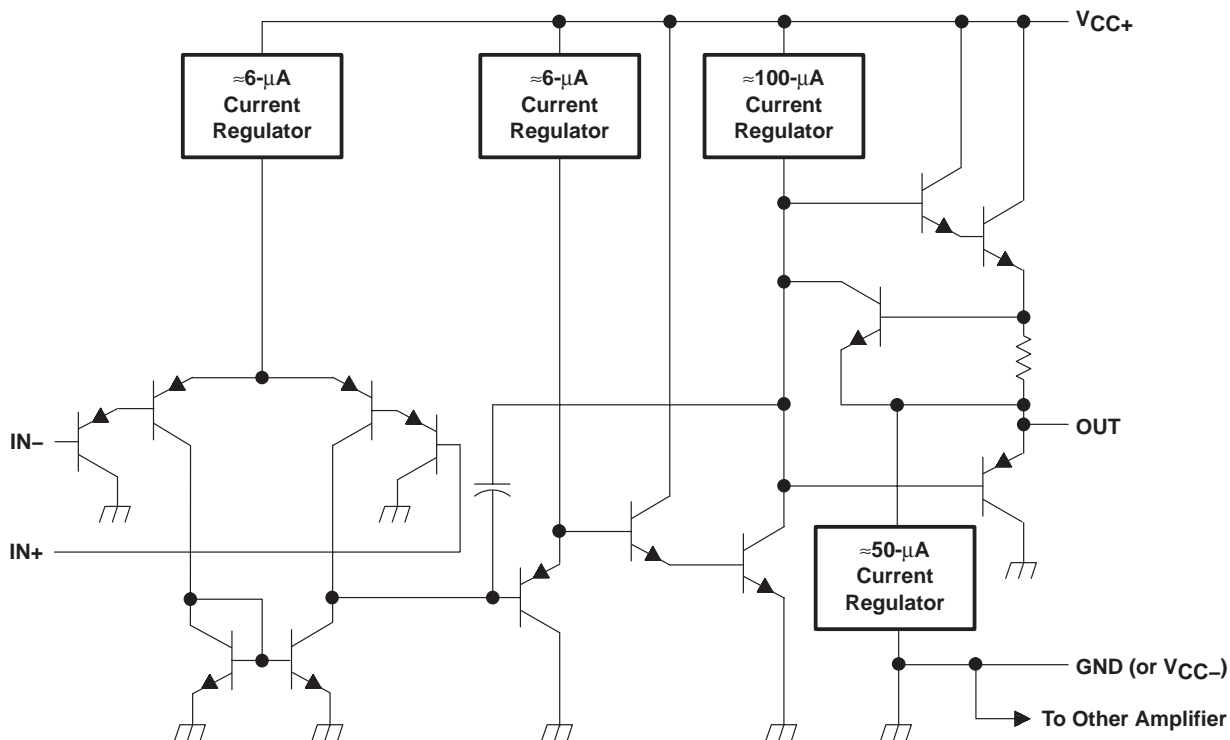 V_CC+
≈6-μA
Current
Regulator
≈6-μA
Current
Regulator
≈100-μA
Current
Regulator
IN−
OUT
IN+
≈50-μA
Current
Regulator
GND (or V_CC−)
To Other Amplifier